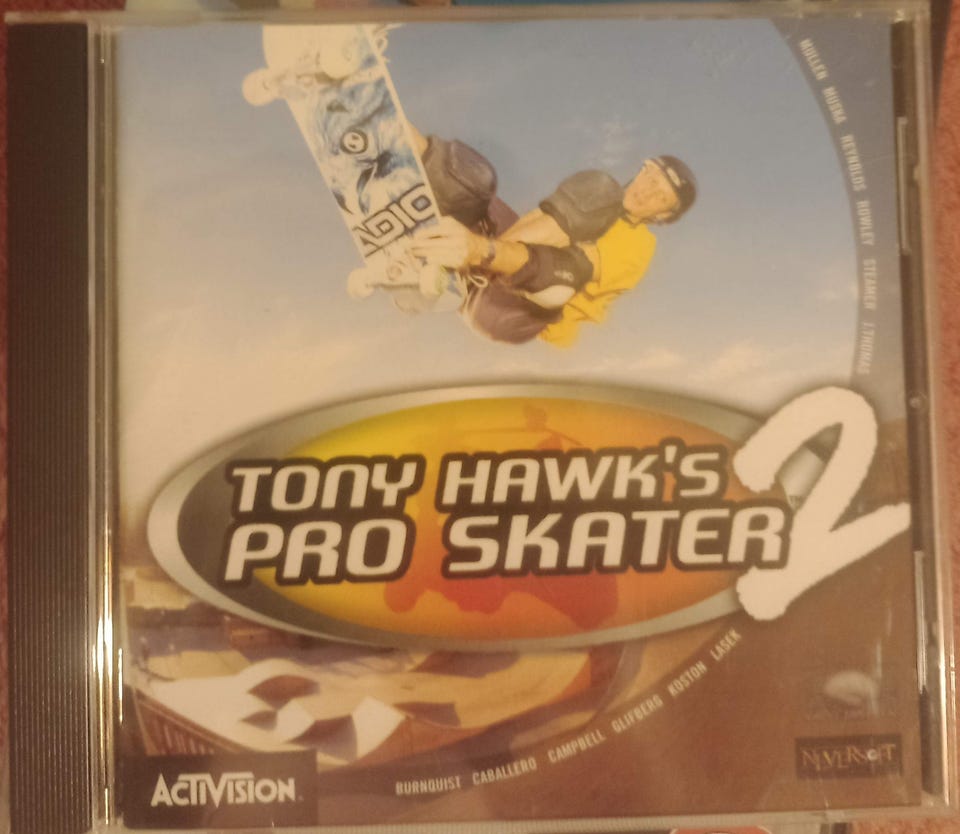 MULLEN MUSKA REYNOLDS ROWLEY STEAMER J.THOMAS
NDIO
TONY HAWK'S
PRO SKATER 2
BURNQUIST CABALLERO CAMPBELL GLIFBERG KOSTON LASEK
NEVERSOFT
ACTIVISION